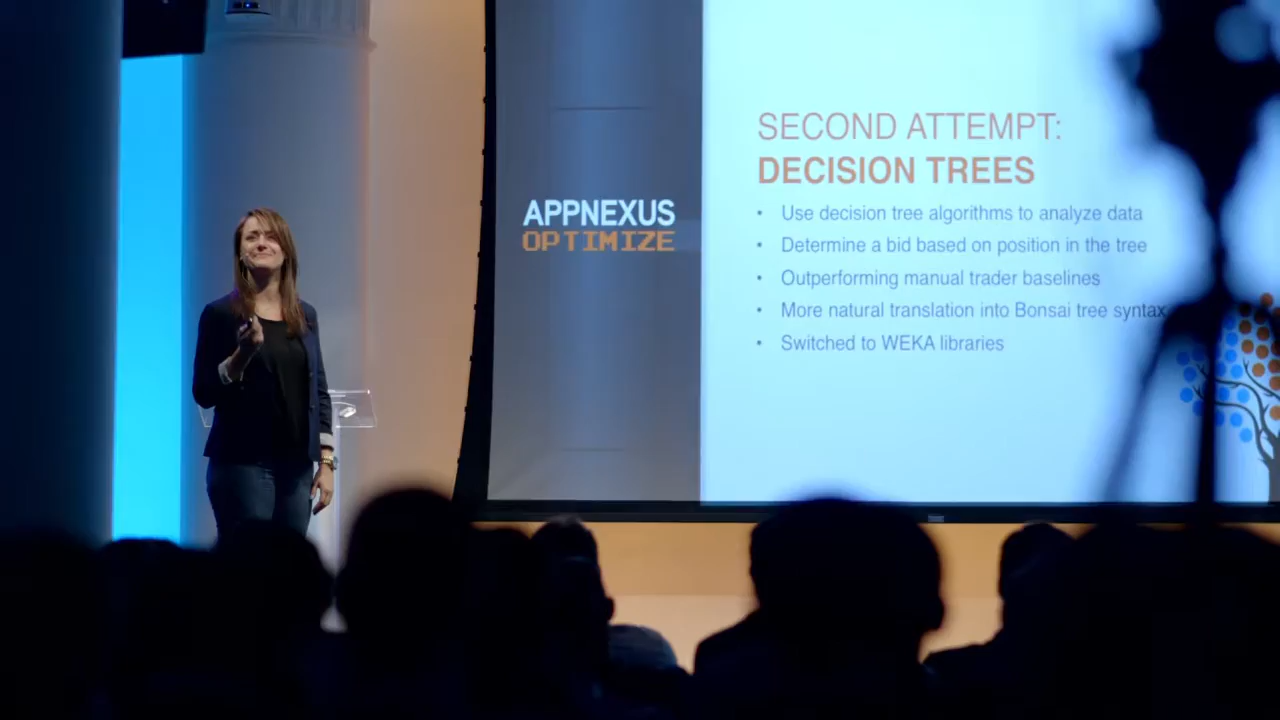 SECOND ATTEMPT:
DECISION TREES
APPNEXUS
OPTIMIZE
• Use decision tree algorithms to analyze data
• Determine a bid based on position in the tree
• Outperforming manual trader baselines
• More natural translation into Bonsai tree syntax
• Switched to WEKA libraries